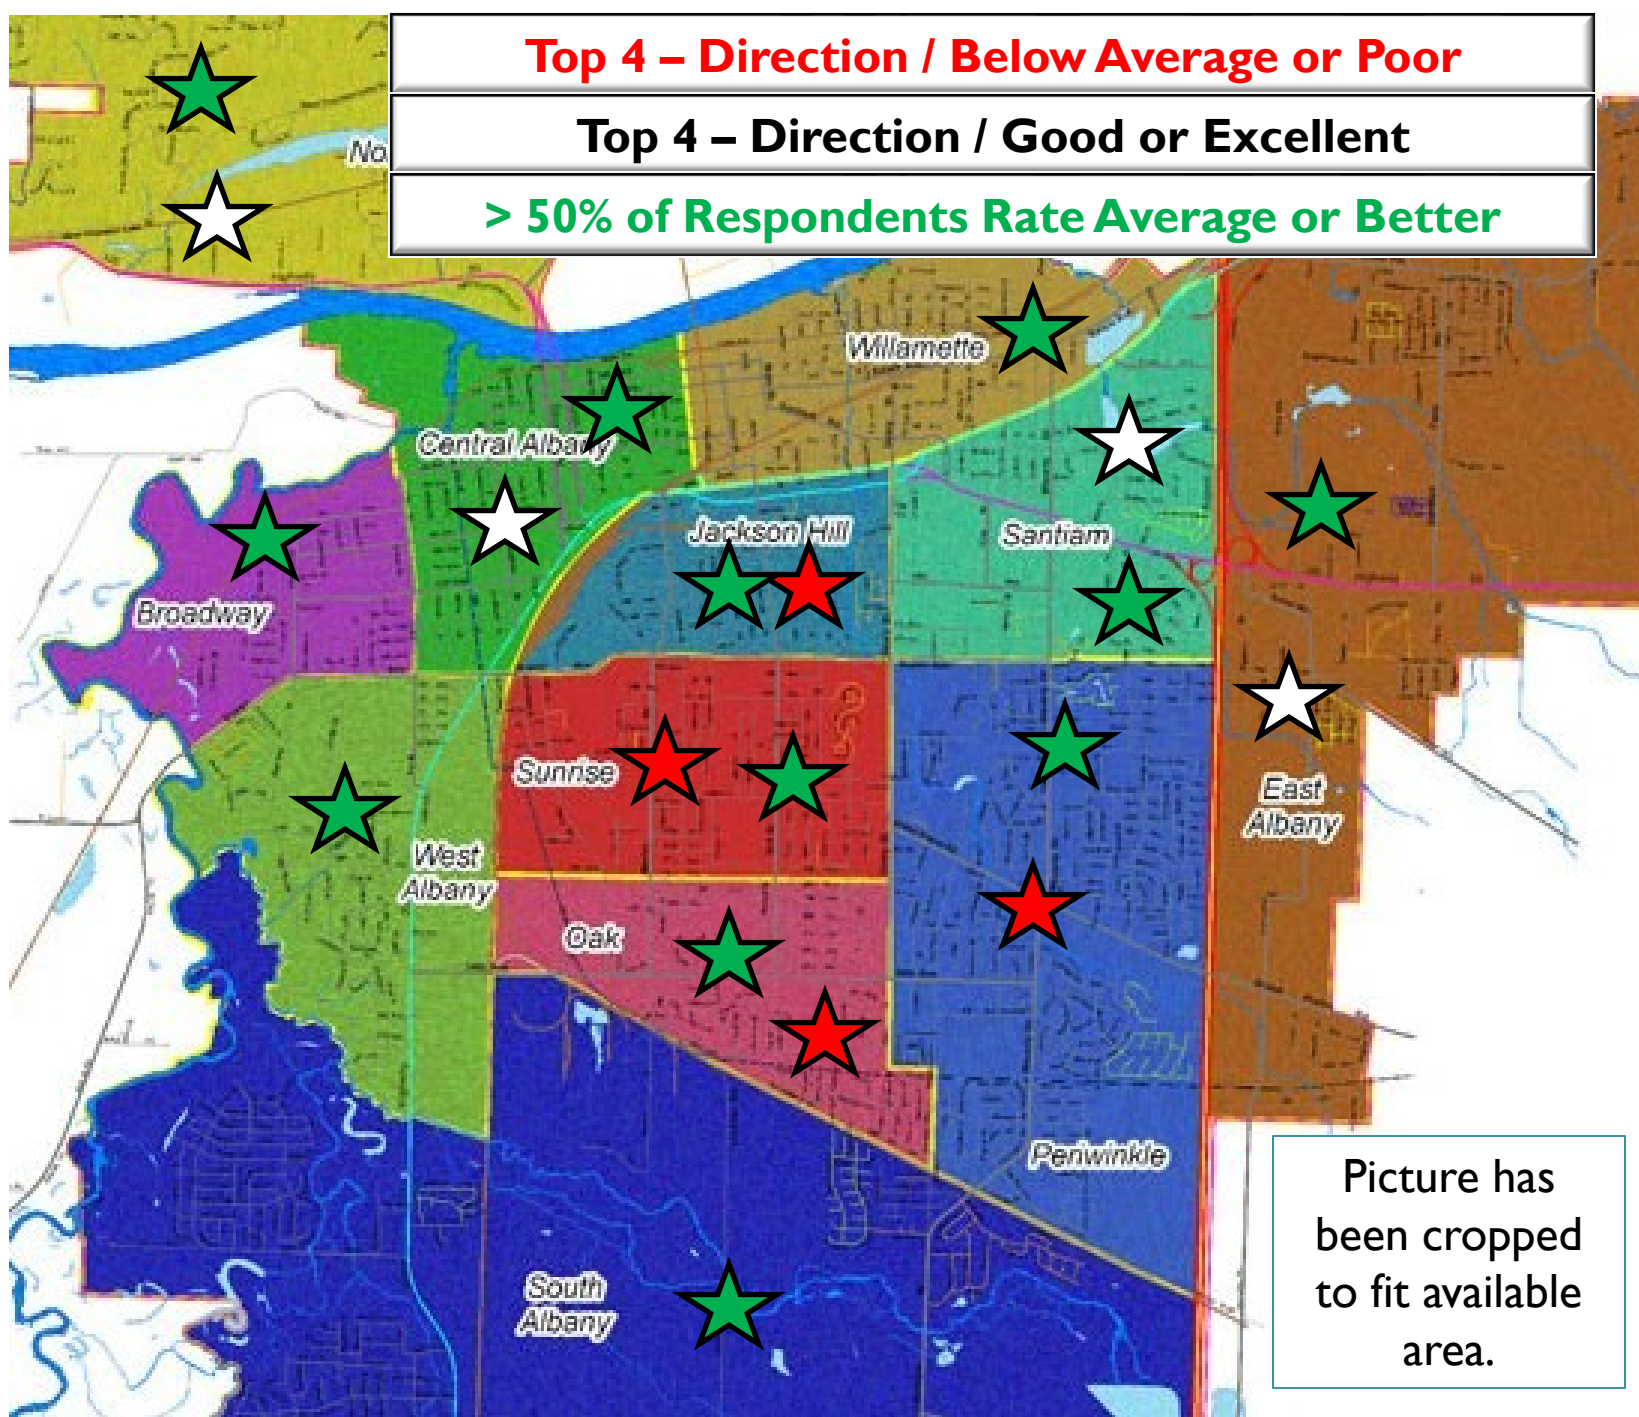 Top 4 – Direction / Below Average or Poor
Top 4 – Direction / Good or Excellent
> 50% of Respondents Rate Average or Better
No
Willamette
Central Albany
Jackson Hill
Santiam
Broadway
Sunrise
East
Albany
West
Albany
Oak
Periwinkle
South
Albany
Picture has
been cropped
to fit available
area.